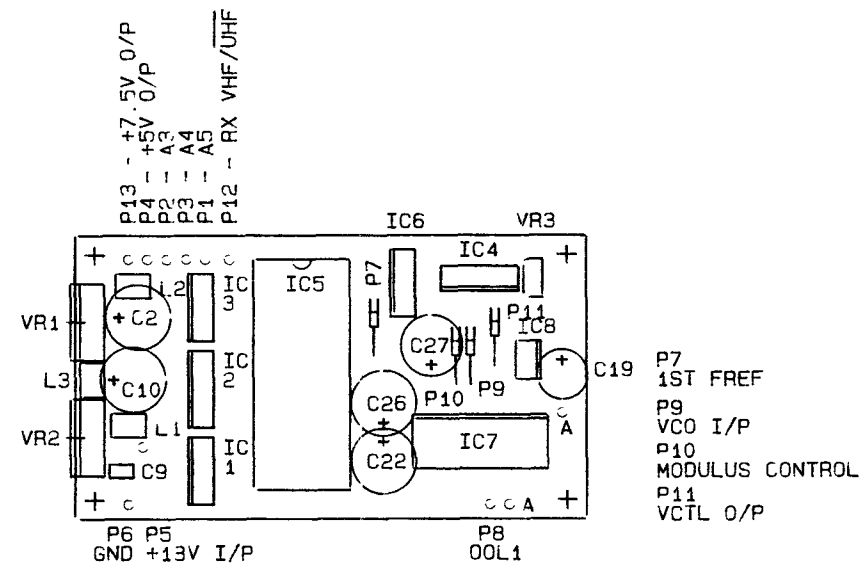 P13 - +7.5V O/P
P4 - +5V O/P
P2 - A3
P3 - A4
P1 - A5
P12 - RX VHF/UHF
IC6
VR3
IC4
P7
IC5
L2
IC
3
P11
IC8
VR1
C2
C27
C19
L3
IC
2
C10
P10
P9
C26
A
VR2
L1
IC7
IC
1
C9
C22
A
P6 P5
GND +13V I/P
P8
OOL1
P7
1ST FREF
P9
VCO I/P
P10
MODULUS CONTROL
P11
VCTL O/P